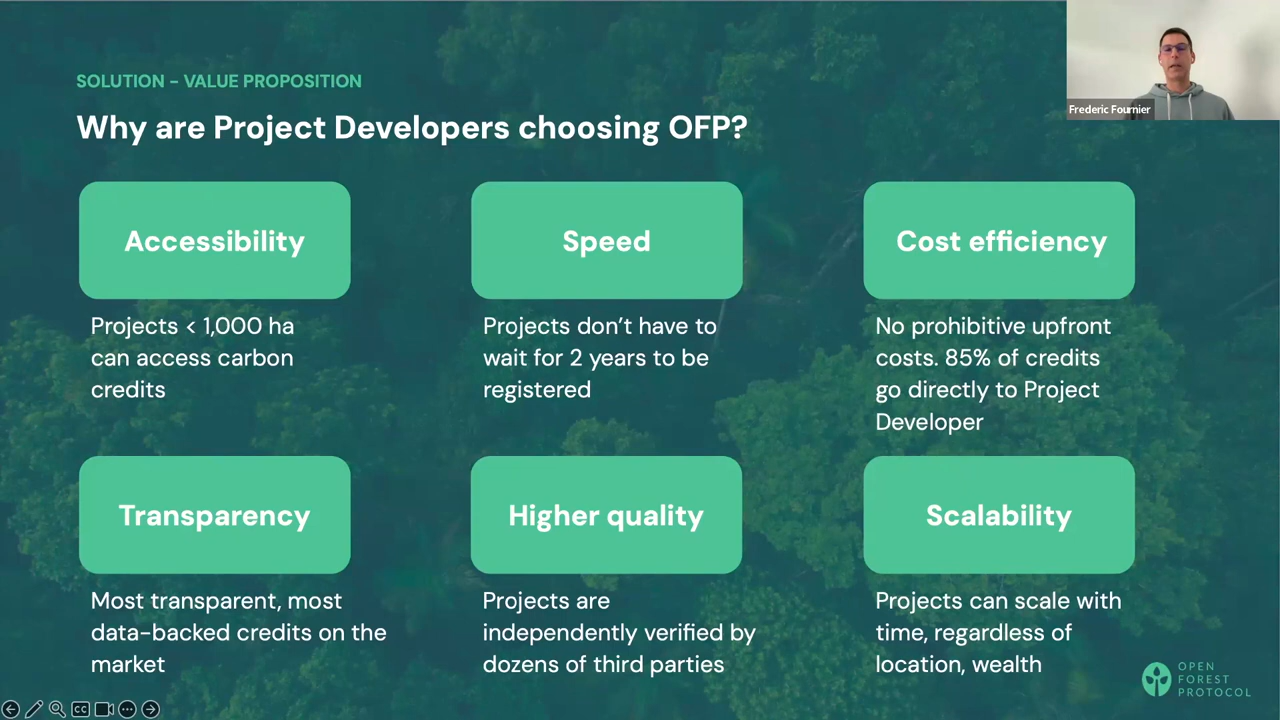 SOLUTION – VALUE PROPOSITION
Why are Project Developers choosing OFP?
Frederic Fournier
Accessibility
Projects < 1,000 ha
can access carbon
credits
Speed
Projects don’t have to
wait for 2 years to be
registered
Cost efficiency
No prohibitive upfront
costs. 85% of credits
go directly to Project
Developer
Transparency
Most transparent, most
data-backed credits on the
market
Higher quality
Projects are
independently verified by
dozens of third parties
Scalability
Projects can scale with
time, regardless of
location, wealth
OPEN
FOREST
PROTOCOL
CC